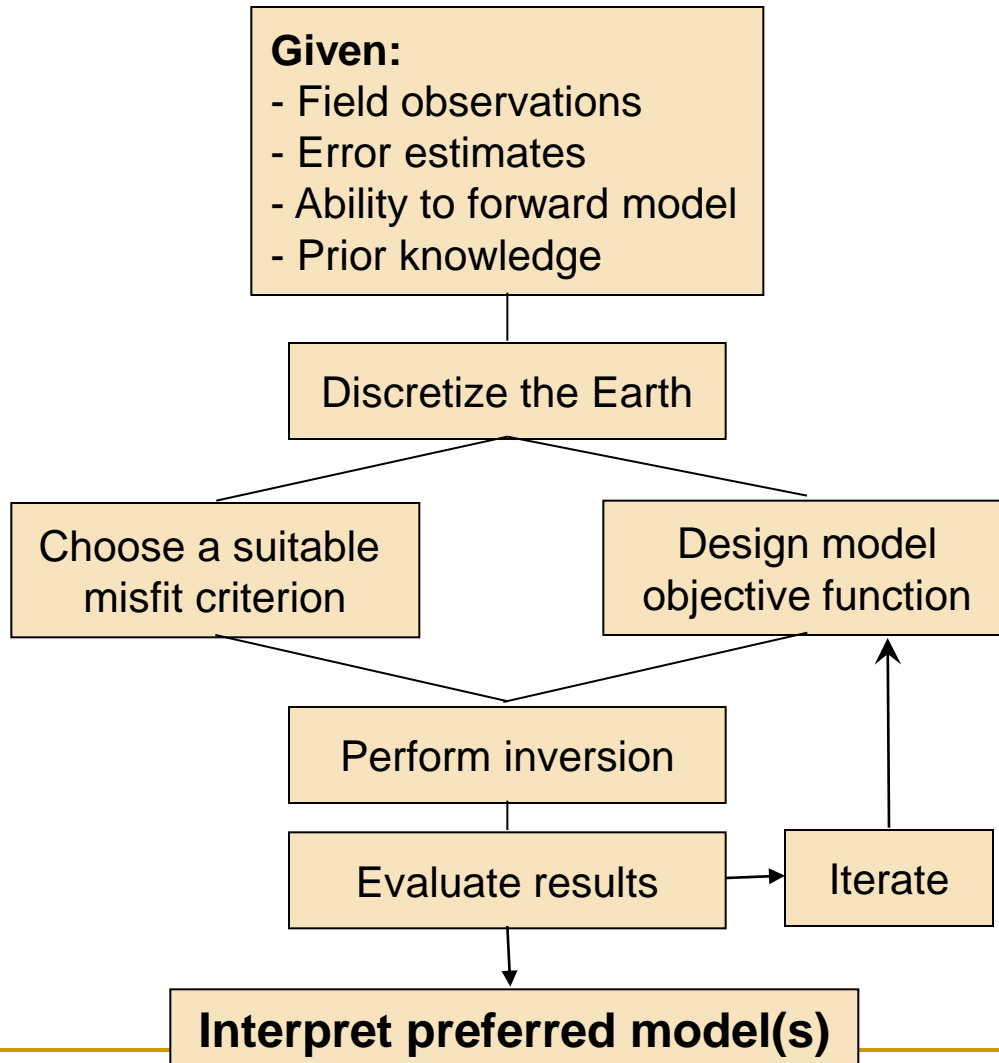 Given:
- Field observations
- Error estimates
- Ability to forward model
- Prior knowledge
Discretize the Earth
Choose a suitable
misfit criterion
Design model
objective function
Perform inversion
Evaluate results
Iterate
Interpret preferred model(s)